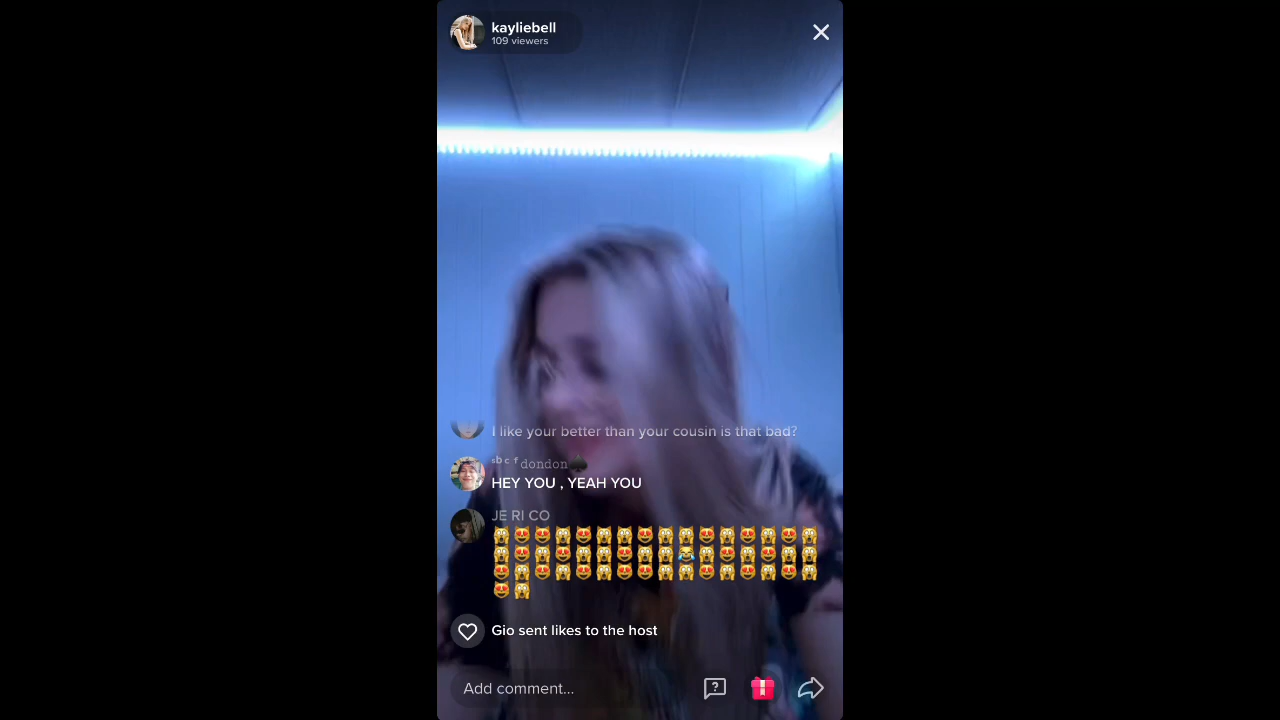 kayliebell
109 viewers
I like your better than your cousin is that bad?
ˢᵇᶜᶠdondon♠
HEY YOU , YEAH YOU
JE RI CO
🙀😻😻🙀😻🙀🙀😻🙀🙀😻🙀😻🙀😻🙀
🙀😻🙀😻🙀🙀😻🙀🙀😹🙀😻🙀😻🙀🙀
😻🙀😻🙀😻🙀😻😻🙀🙀😻🙀😻🙀😻🙀
😻🙀
Gio sent likes to the host
Add comment...